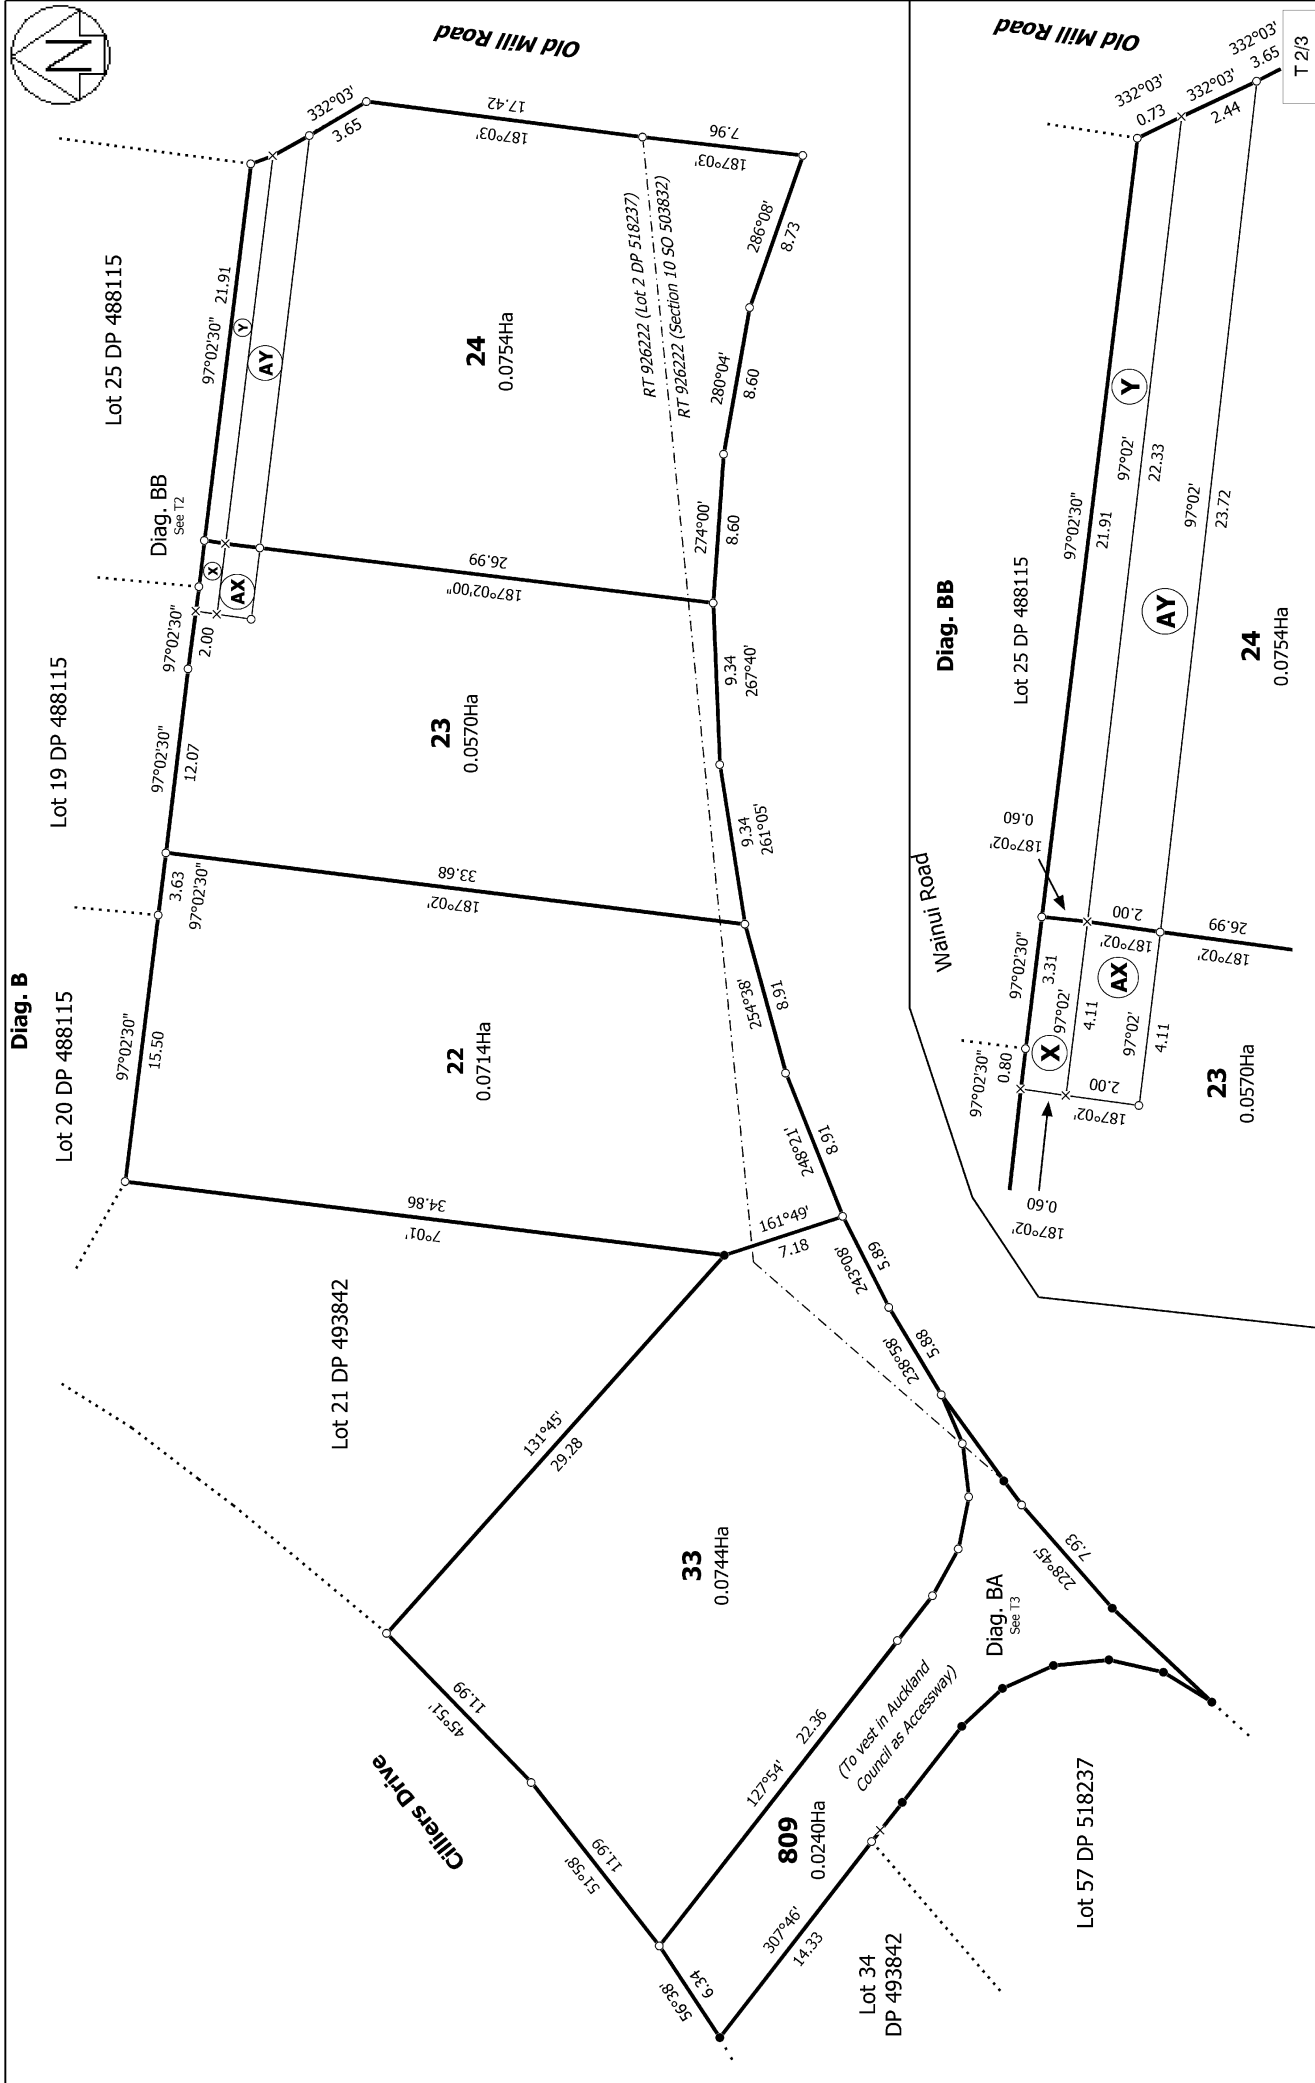 Diag. B
N
Lot 20 DP 488115
Lot 19 DP 488115
Lot 25 DP 488115
Old Mill Road
97°02'30"
15.50
3.63
97°02'30"
97°02'30"
12.07
97°02'30"
2.00
Diag. BB
See T2
97°02'30"
21.91
X
AX
Y
AY
332°03'
3.65
187°03'
17.42
187°03'
7.96
286°08'
8.73
280°04'
8.60
274°00'
8.60
9.34
267°40'
9.34
261°05'
254°38'
8.91
248°21'
8.91
243°08'
5.89
238°58'
5.88
228°45'
7.93
161°49'
7.18
7°01'
34.86
187°02'
33.68
187°02'00"
26.99
22
0.0714Ha
23
0.0570Ha
24
0.0754Ha
RT 926222 (Lot 2 DP 518237)
RT 926222 (Section 10 SO 503832)
Lot 21 DP 493842
131°45'
29.28
33
0.0744Ha
Cilliers Drive
45°51'
11.99
51°58'
11.99
56°38'
6.34
127°54'
22.36
307°46'
14.33
809
0.0240Ha
(To vest in Auckland
Council as Accessway)
Diag. BA
See T3
Lot 34
DP 493842
Lot 57 DP 518237
Wainui Road
Diag. BB
Lot 25 DP 488115
Old Mill Road
97°02'30"
0.80
97°02'30"
3.31
187°02'
0.60
97°02'30"
21.91
332°03'
0.73
332°03'
2.44
332°03'
3.65
X
97°02'
4.11
AX
97°02'
4.11
187°02'
2.00
187°02'
0.60
187°02'
2.00
187°02'
26.99
Y
97°02'
22.33
AY
97°02'
23.72
23
0.0570Ha
24
0.0754Ha
T 2/3